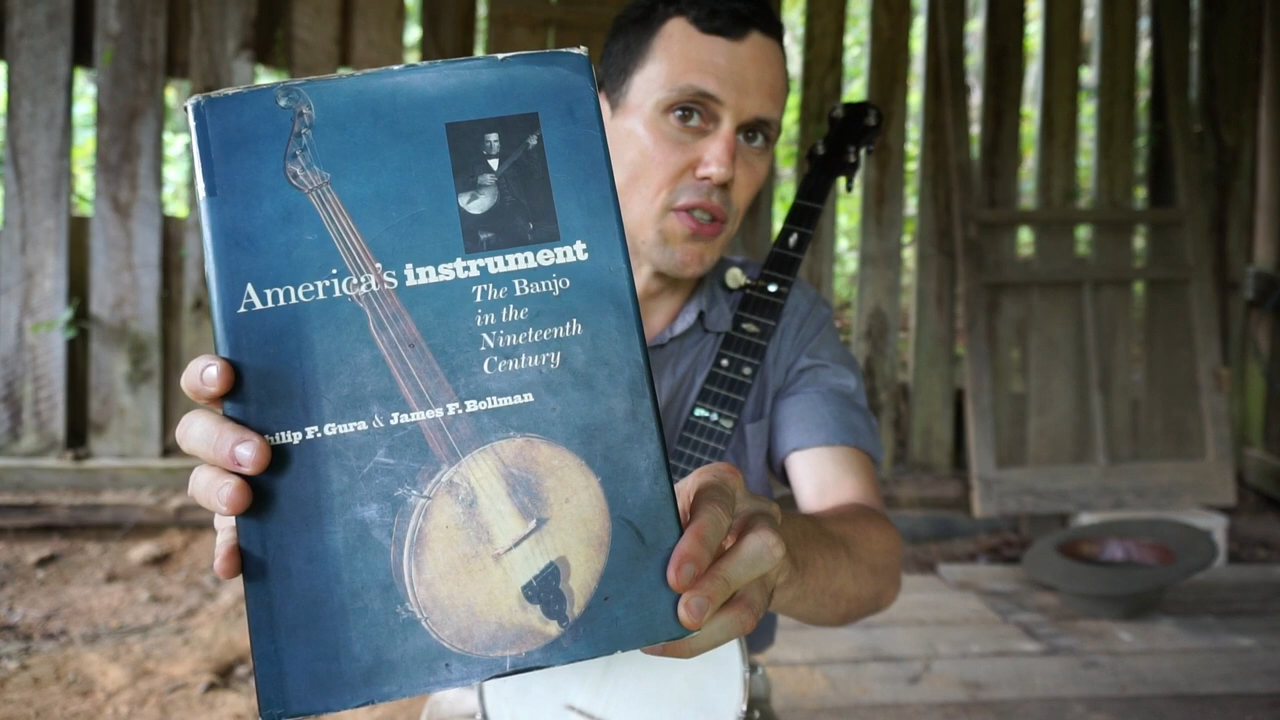 America's instrument
The Banjo
in the
Nineteenth
Century
hilip F. Gura & James F. Bollman